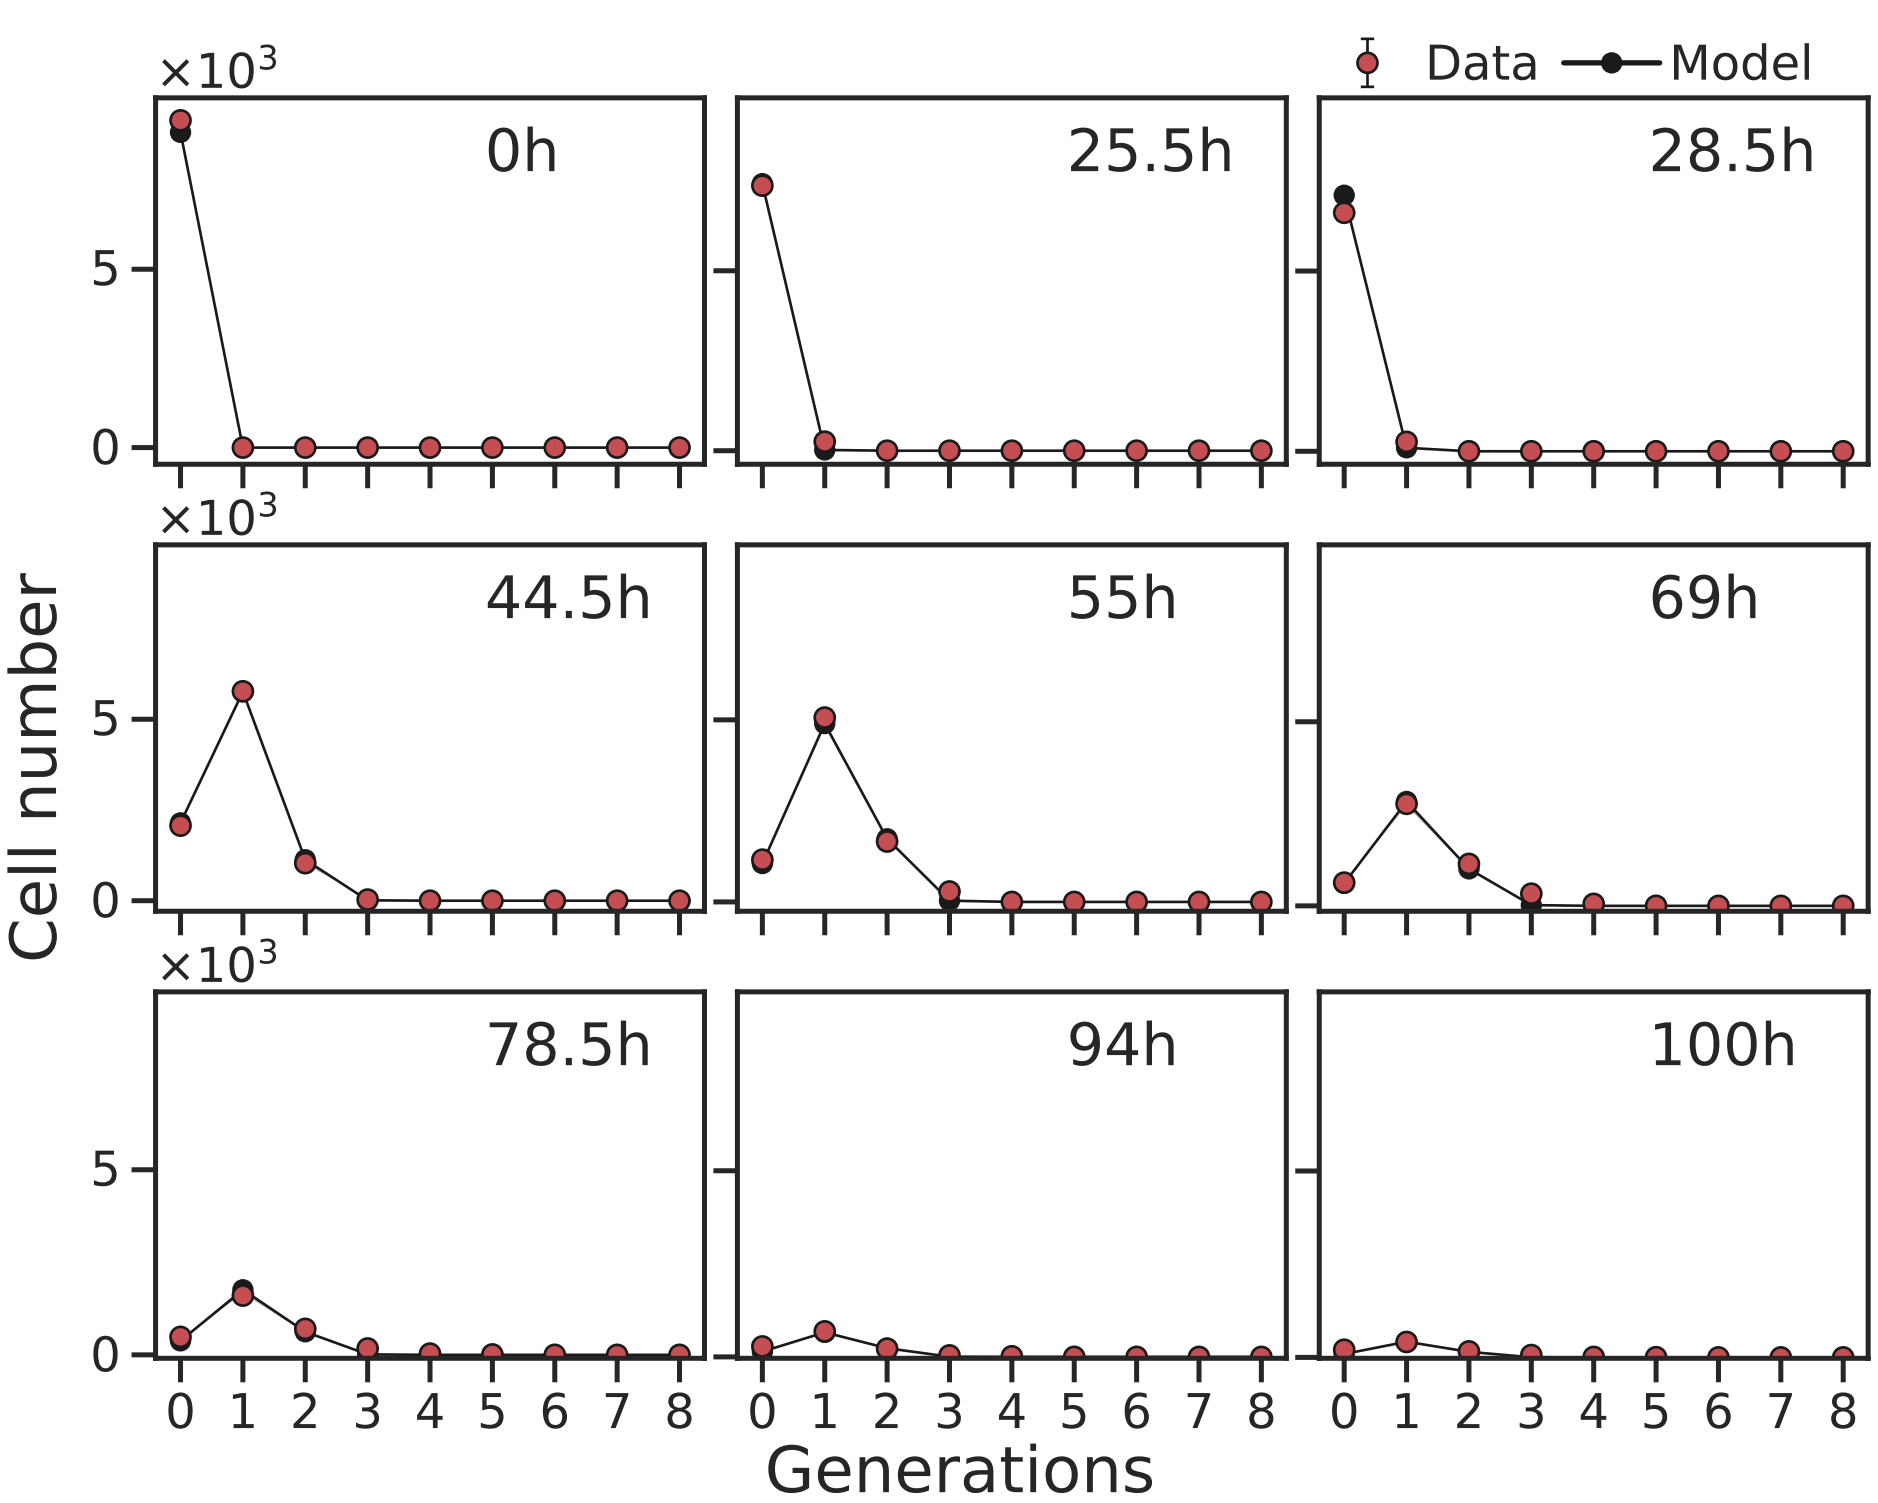 ×10³
Data Model
0h
25.5h
28.5h
5
0
×10³
44.5h
55h
69h
5
0
Cell number
×10³
78.5h
94h
100h
5
0
0 1 2 3 4 5 6 7 8
0 1 2 3 4 5 6 7 8
0 1 2 3 4 5 6 7 8
Generations